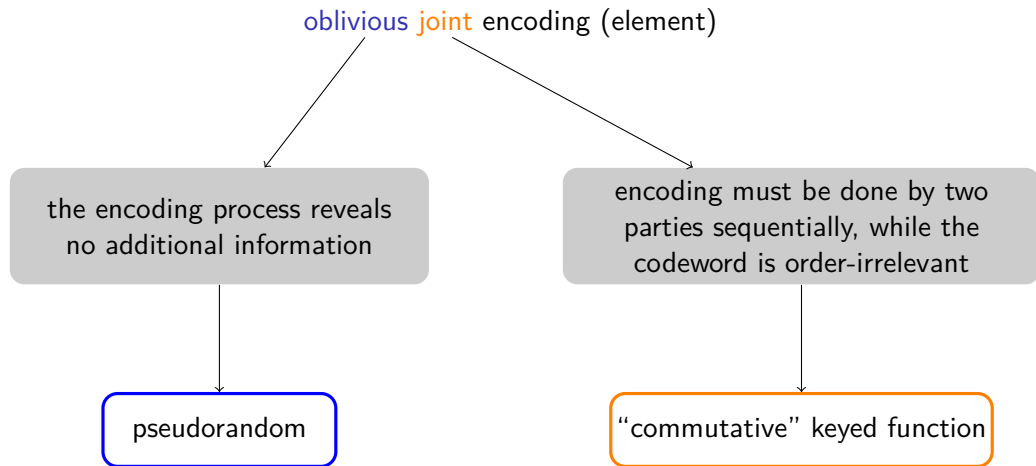 oblivious joint encoding (element)
the encoding process reveals
no additional information
encoding must be done by two
parties sequentially, while the
codeword is order-irrelevant
pseudorandom
“commutative” keyed function